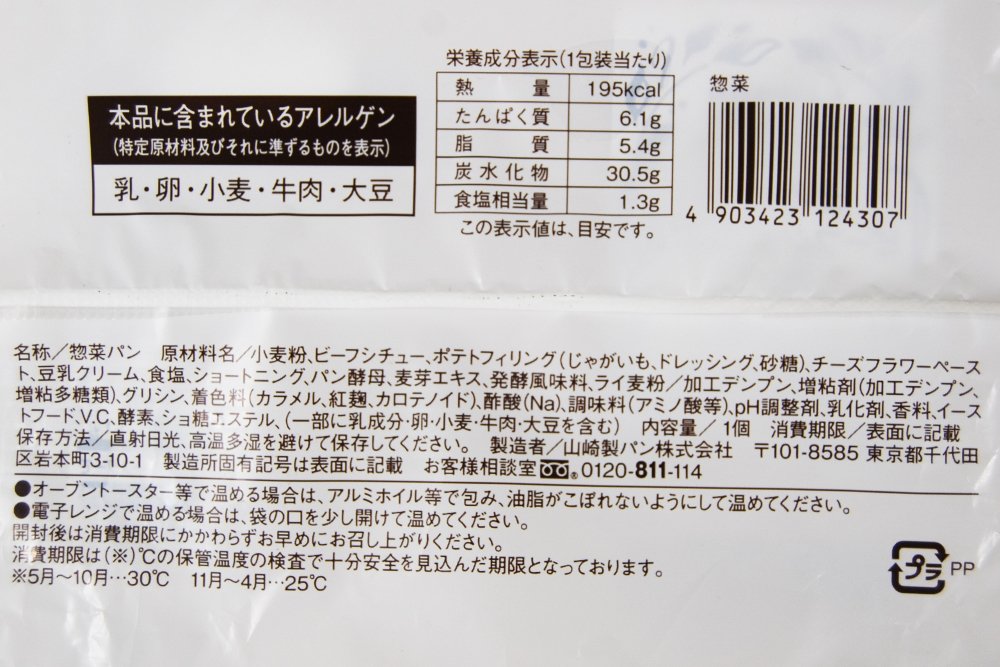 本品に含まれているアレルゲン
(特定原材料及びそれに準ずるものを表示)
乳・卵・小麦・牛肉・大豆
栄養成分表示(1包装当たり)
熱量 195kcal
たんぱく質 6.1g
脂質 5.4g
炭水化物 30.5g
食塩相当量 1.3g
この表示値は、目安です。
惣菜
4 903423 124307
名称/惣菜パン 原材料名/小麦粉、ビーフシチュー、ポテトフィリング(じゃがいも、ドレッシング、砂糖)、チーズフラワーペース
ト、豆乳クリーム、食塩、ショートニング、パン酵母、麦芽エキス、発酵風味料、ライ麦粉/加工デンプン、増粘剤(加工デンプン、
増粘多糖類)、グリシン、着色料(カラメル、紅麹、カロテノイド)、酢酸(Na)、調味料(アミノ酸等)、pH調整剤、乳化剤、香料、イース
トフード、V.C、酵素、ショ糖エステル、(一部に乳成分・卵・小麦・牛肉・大豆を含む) 内容量/1個 消費期限/表面に記載
保存方法/直射日光、高温多湿を避けて保存してください。 製造者/山崎製パン株式会社 〒101-8585 東京都千代田
区岩本町3-10-1 製造所固有記号は表面に記載 お客様相談室 0120-811-114
●オーブントースター等で温める場合は、アルミホイル等で包み、油脂がこぼれないようにして温めてください。
●電子レンジで温める場合は、袋の口を少し開けて温めてください。
開封後は消費期限にかかわらずお早めにお召し上がりください。
消費期限は(※)℃の保管温度の検査で十分安全を見込んだ期限となっております。
※5月〜10月…30℃ 11月〜4月…25℃
プラ PP